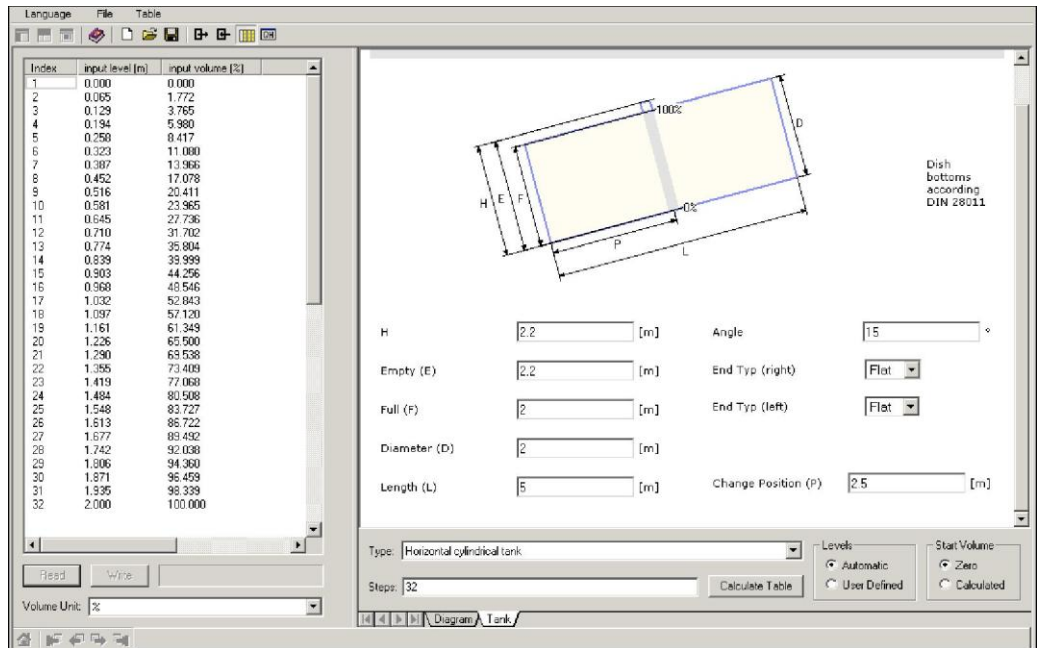 Language File Table
Index input level [m] input volume [%]
1 0.000 0.000
2 0.065 1.772
3 0.129 3.765
4 0.194 5.980
5 0.258 8.417
6 0.323 11.080
7 0.387 13.966
8 0.452 17.078
9 0.516 20.411
10 0.581 23.965
11 0.645 27.736
12 0.710 31.702
13 0.774 35.804
14 0.839 39.999
15 0.903 44.256
16 0.968 48.546
17 1.032 52.843
18 1.097 57.120
19 1.161 61.349
20 1.226 65.500
21 1.290 69.538
22 1.355 73.409
23 1.419 77.068
24 1.484 80.508
25 1.548 83.727
26 1.613 86.722
27 1.677 89.492
28 1.742 92.038
29 1.806 94.360
30 1.871 96.459
31 1.935 98.339
32 2.000 100.000
Read Write
Volume Unit: %
100%
D
H E F
0%
P
L
Dish
bottoms
according
DIN 28011
H 2.2 [m] Angle 15 °
Empty (E) 2.2 [m] End Typ (right) Flat
Full (F) 2 [m] End Typ (left) Flat
Diameter (D) 2 [m]
Length (L) 5 [m] Change Position (P) 2.5 [m]
Type: Horizontal cylindrical tank
Steps: 32 Calculate Table
Levels
Automatic
User Defined
Start Volume
Zero
Calculated
Diagram Tank